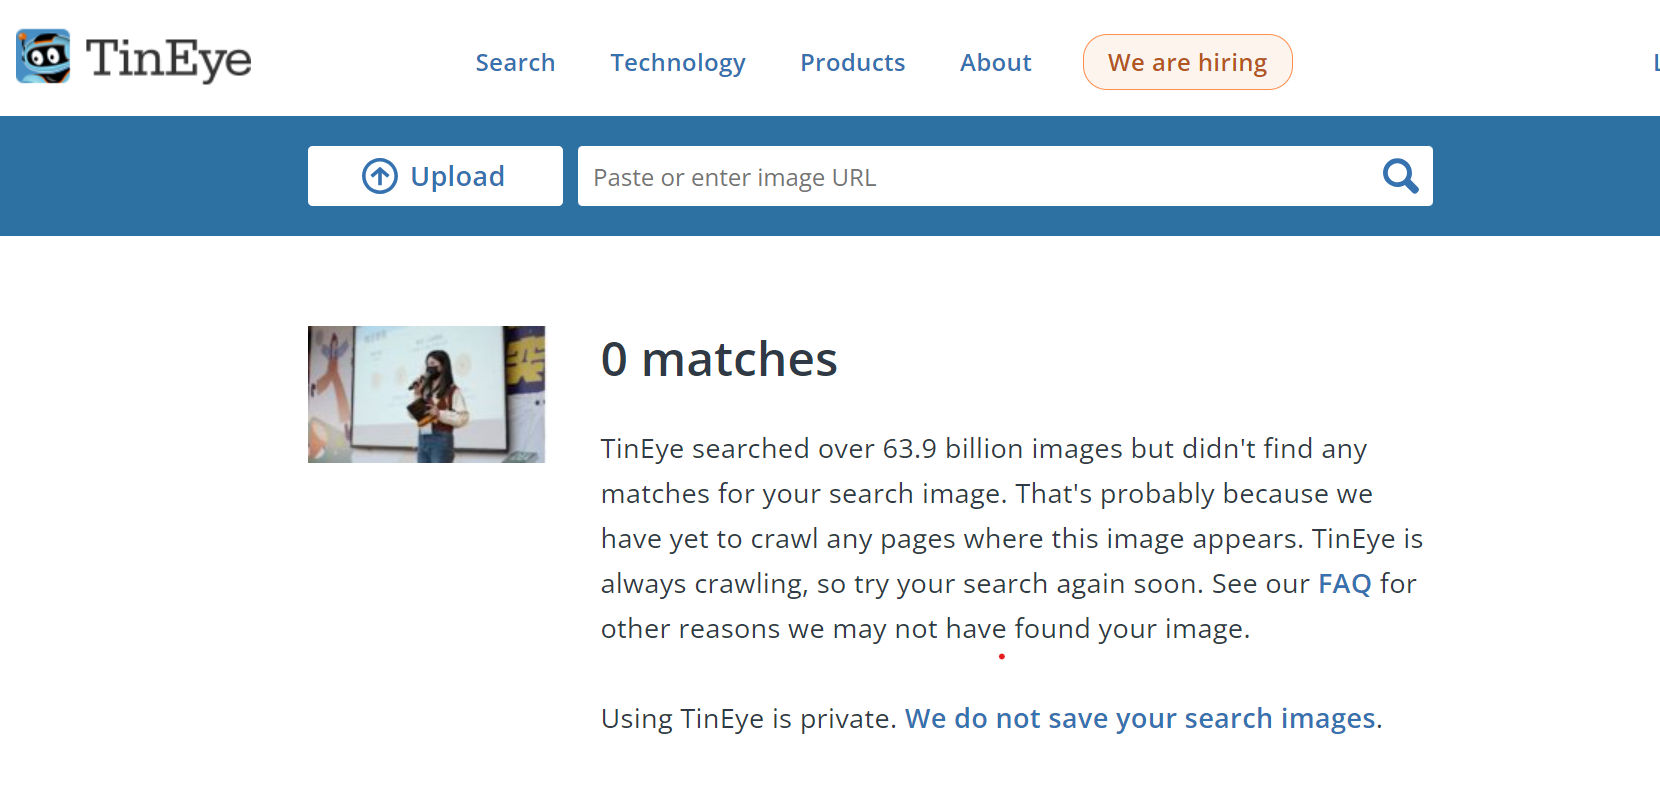 TinEye
Search
Technology
Products
About
We are hiring
Upload
Paste or enter image URL
0 matches
TinEye searched over 63.9 billion images but didn't find any
matches for your search image. That's probably because we
have yet to crawl any pages where this image appears. TinEye is
always crawling, so try your search again soon. See our FAQ for
other reasons we may not have found your image.
Using TinEye is private. We do not save your search images.